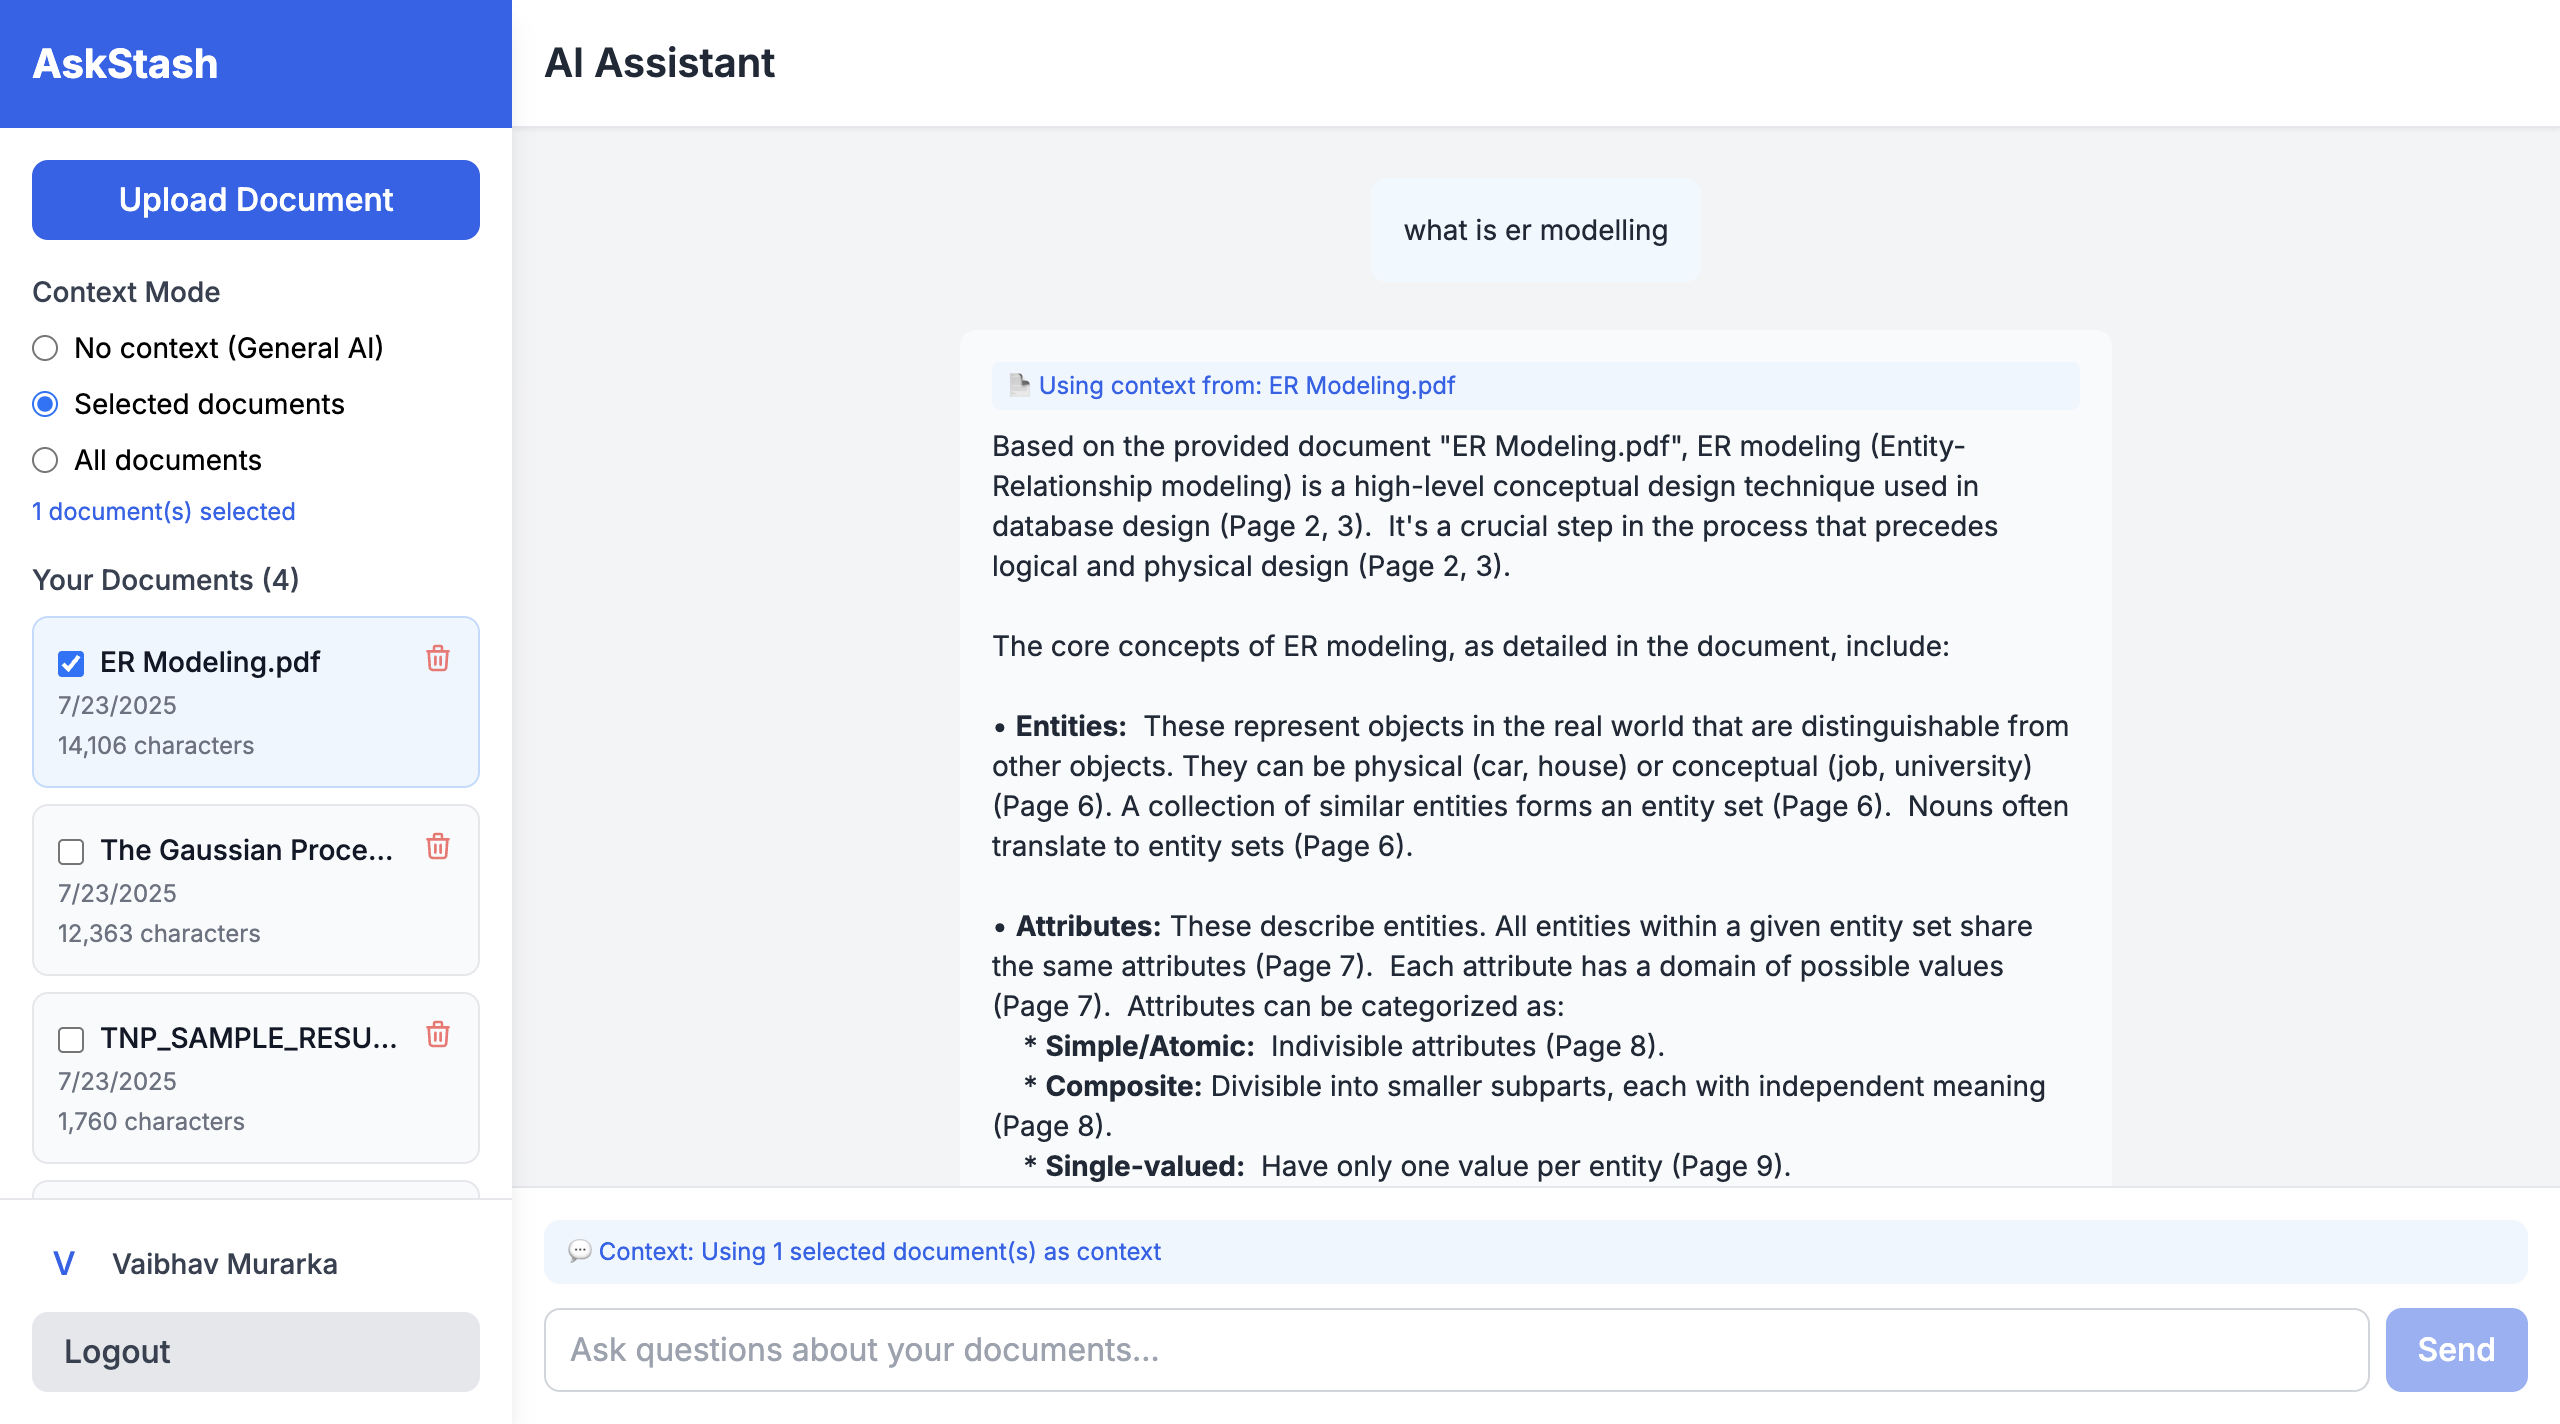 AskStash
Upload Document
Context Mode
No context (General AI)
Selected documents
All documents
1 document(s) selected
Your Documents (4)
ER Modeling.pdf
7/23/2025
14,106 characters
The Gaussian Proce...
7/23/2025
12,363 characters
TNP_SAMPLE_RESU...
7/23/2025
1,760 characters
V Vaibhav Murarka
Logout
AI Assistant
what is er modelling
Using context from: ER Modeling.pdf
Based on the provided document "ER Modeling.pdf", ER modeling (Entity-
Relationship modeling) is a high-level conceptual design technique used in
database design (Page 2, 3).  It's a crucial step in the process that precedes
logical and physical design (Page 2, 3).
The core concepts of ER modeling, as detailed in the document, include:
• Entities:  These represent objects in the real world that are distinguishable from
other objects. They can be physical (car, house) or conceptual (job, university)
(Page 6). A collection of similar entities forms an entity set (Page 6).  Nouns often
translate to entity sets (Page 6).
• Attributes: These describe entities. All entities within a given entity set share
the same attributes (Page 7).  Each attribute has a domain of possible values
(Page 7).  Attributes can be categorized as:
* Simple/Atomic:  Indivisible attributes (Page 8).
* Composite: Divisible into smaller subparts, each with independent meaning
(Page 8).
* Single-valued:  Have only one value per entity (Page 9).
Context: Using 1 selected document(s) as context
Ask questions about your documents...
Send